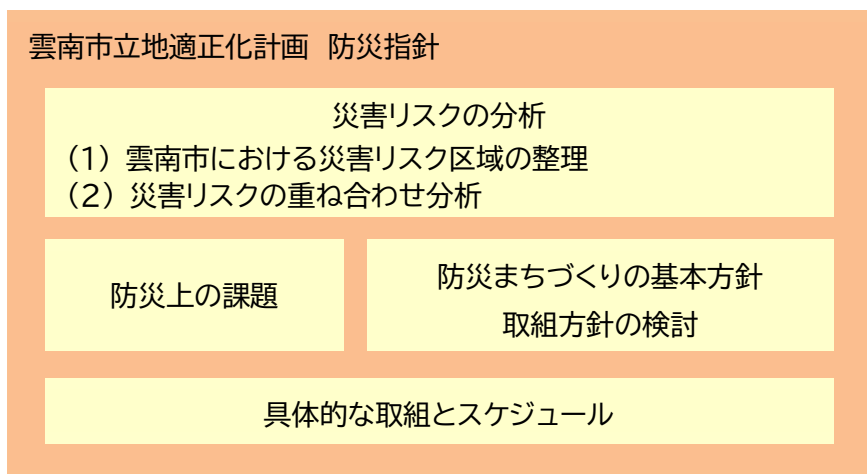 雲南市立地適正化計画　防災指針
災害リスクの分析
（1）雲南市における災害リスク区域の整理
（2）災害リスクの重ね合わせ分析
防災上の課題
防災まちづくりの基本方針
取組方針の検討
具体的な取組とスケジュール